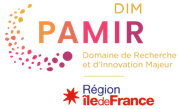 DIM
PAMIR
Domaine de Recherche
et d'Innovation Majeur
Région
îledeFrance